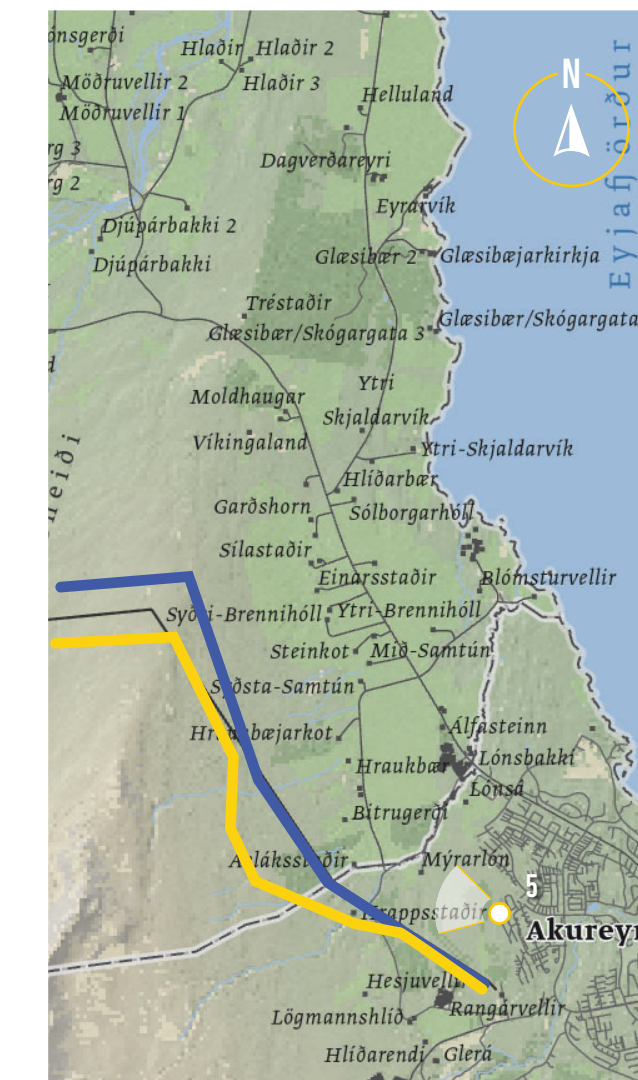 Hlaðir
Hlaðir 2
Möðruvellir 2
Hlaðir 3
Möðruvellir 1
N
Helluland
Eyjafjörður
Dagverðareyri
Eyrarvík
Djúpárbakki 2
Djúpárbakki
Glæsibær 2
Glæsibæjarkirkja
Tréstaðir
Glæsibær/Skógargata 3
Glæsibær/Skógargata
Ytri
Skjaldarvík
Moldhaugar
Víkingaland
Ytri-Skjaldarvík
Hlíðarbær
Garðshorn
Sólborgarhóll
Sílastaðir
Einarsstaðir
Blómsturvellir
Syðri-Brennihóll
Ytri-Brennihóll
Steinkot
Mið-Samtún
Syðsta-Samtún
Hraukbæjarkot
Álfasteinn
Hraukbær
Lónsbakki
Lónsá
Bitrugerði
Mýrarlón
5
Hrappsstaðir
Akureyr
Hesjuvellir
Rangárvellir
Lögmannshlíð
Hlíðarendi
Glerá